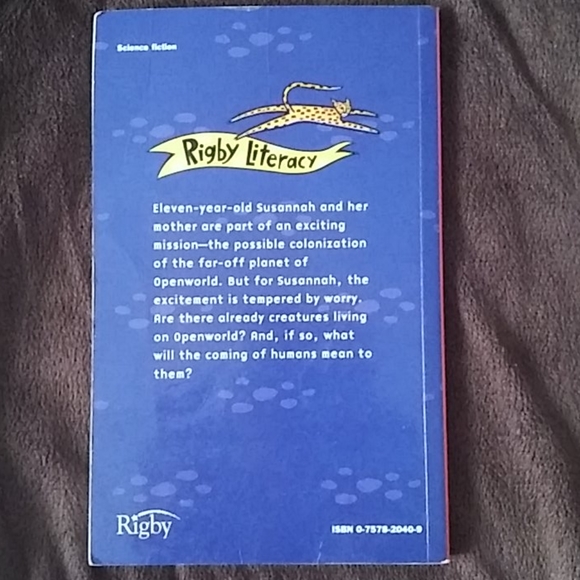 Science fiction
Rigby Literacy
Eleven-year-old Susannah and her
mother are part of an exciting
mission—the possible colonization
of the far-off planet of
Openworld. But for Susannah, the
excitement is tempered by worry.
Are there already creatures living
on Openworld? And, if so, what
will the coming of humans mean to
them?
Rigby
ISBN 0-7578-2040-9